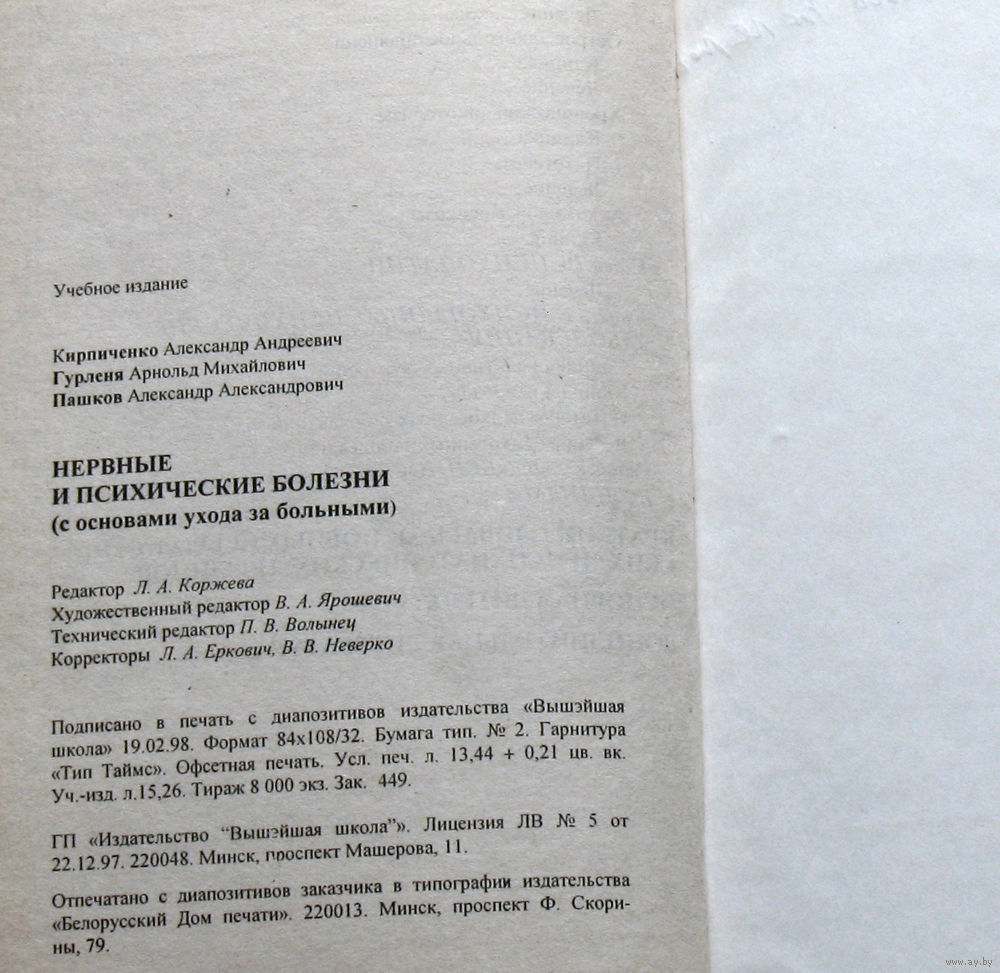 Учебное издание
Кирпиченко Александр Андреевич
Гурленя Арнольд Михайлович
Пашков Александр Александрович
НЕРВНЫЕ
И ПСИХИЧЕСКИЕ БОЛЕЗНИ
(с основами ухода за больными)
Редактор Л. А. Коржева
Художественный редактор В. А. Ярошевич
Технический редактор П. В. Волынец
Корректоры Л. А. Еркович, В. В. Неверко
Подписано в печать с диапозитивов издательства «Вышэйшая
школа» 19.02.98. Формат 84x108/32. Бумага тип. № 2. Гарнитура
«Тип Таймс». Офсетная печать. Усл. печ. л. 13,44 + 0,21 цв. вк.
Уч.-изд. л.15,26. Тираж 8 000 экз. Зак. 449.
ГП «Издательство “Вышэйшая школа”». Лицензия ЛВ № 5 от
22.12.97. 220048. Минск, проспект Машерова, 11.
Отпечатано с диапозитивов заказчика в типографии издательства
«Белорусский Дом печати». 220013. Минск, проспект Ф. Скори-
ны, 79.
www.ay.by